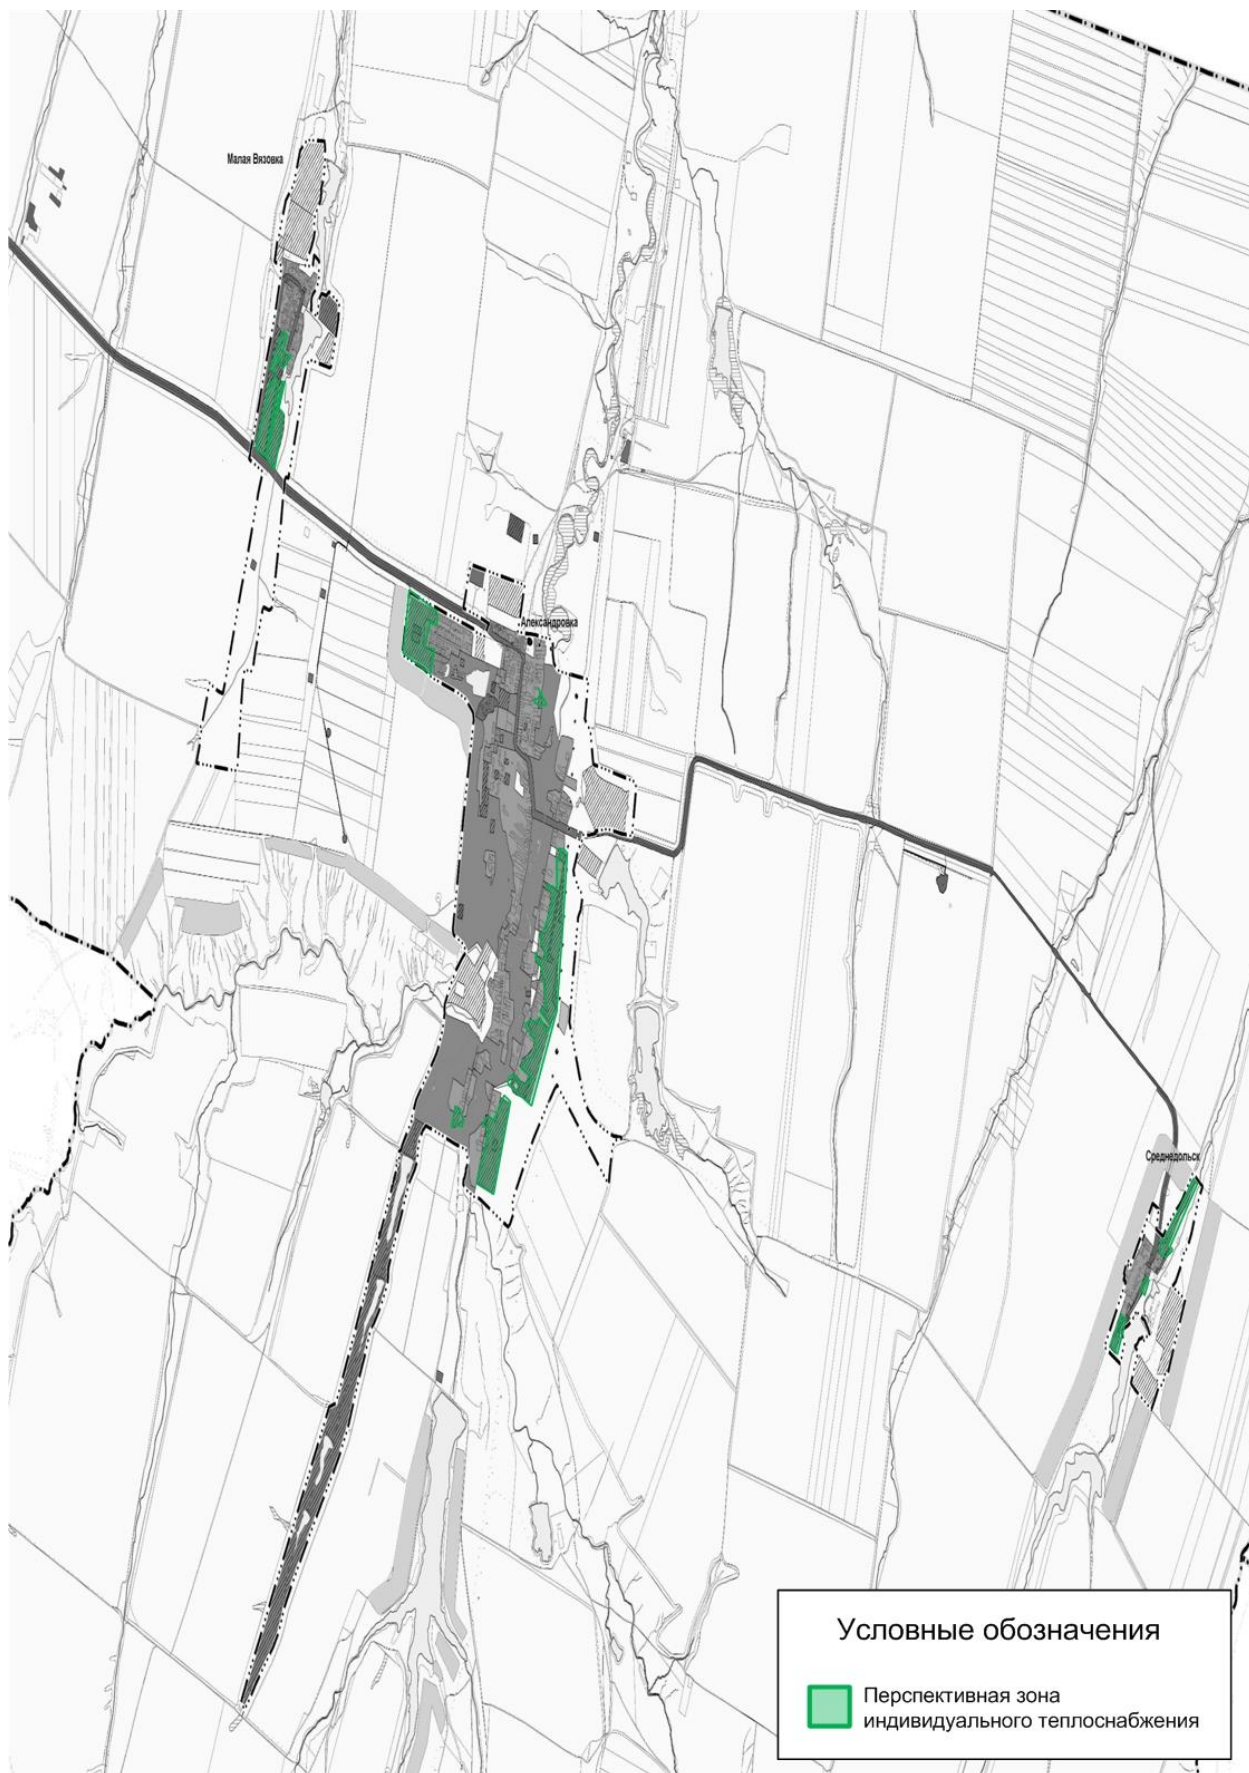 Малая Вязовка
Александровка
Среднедольск
Условные обозначения
Перспективная зона
индивидуального теплоснабжения